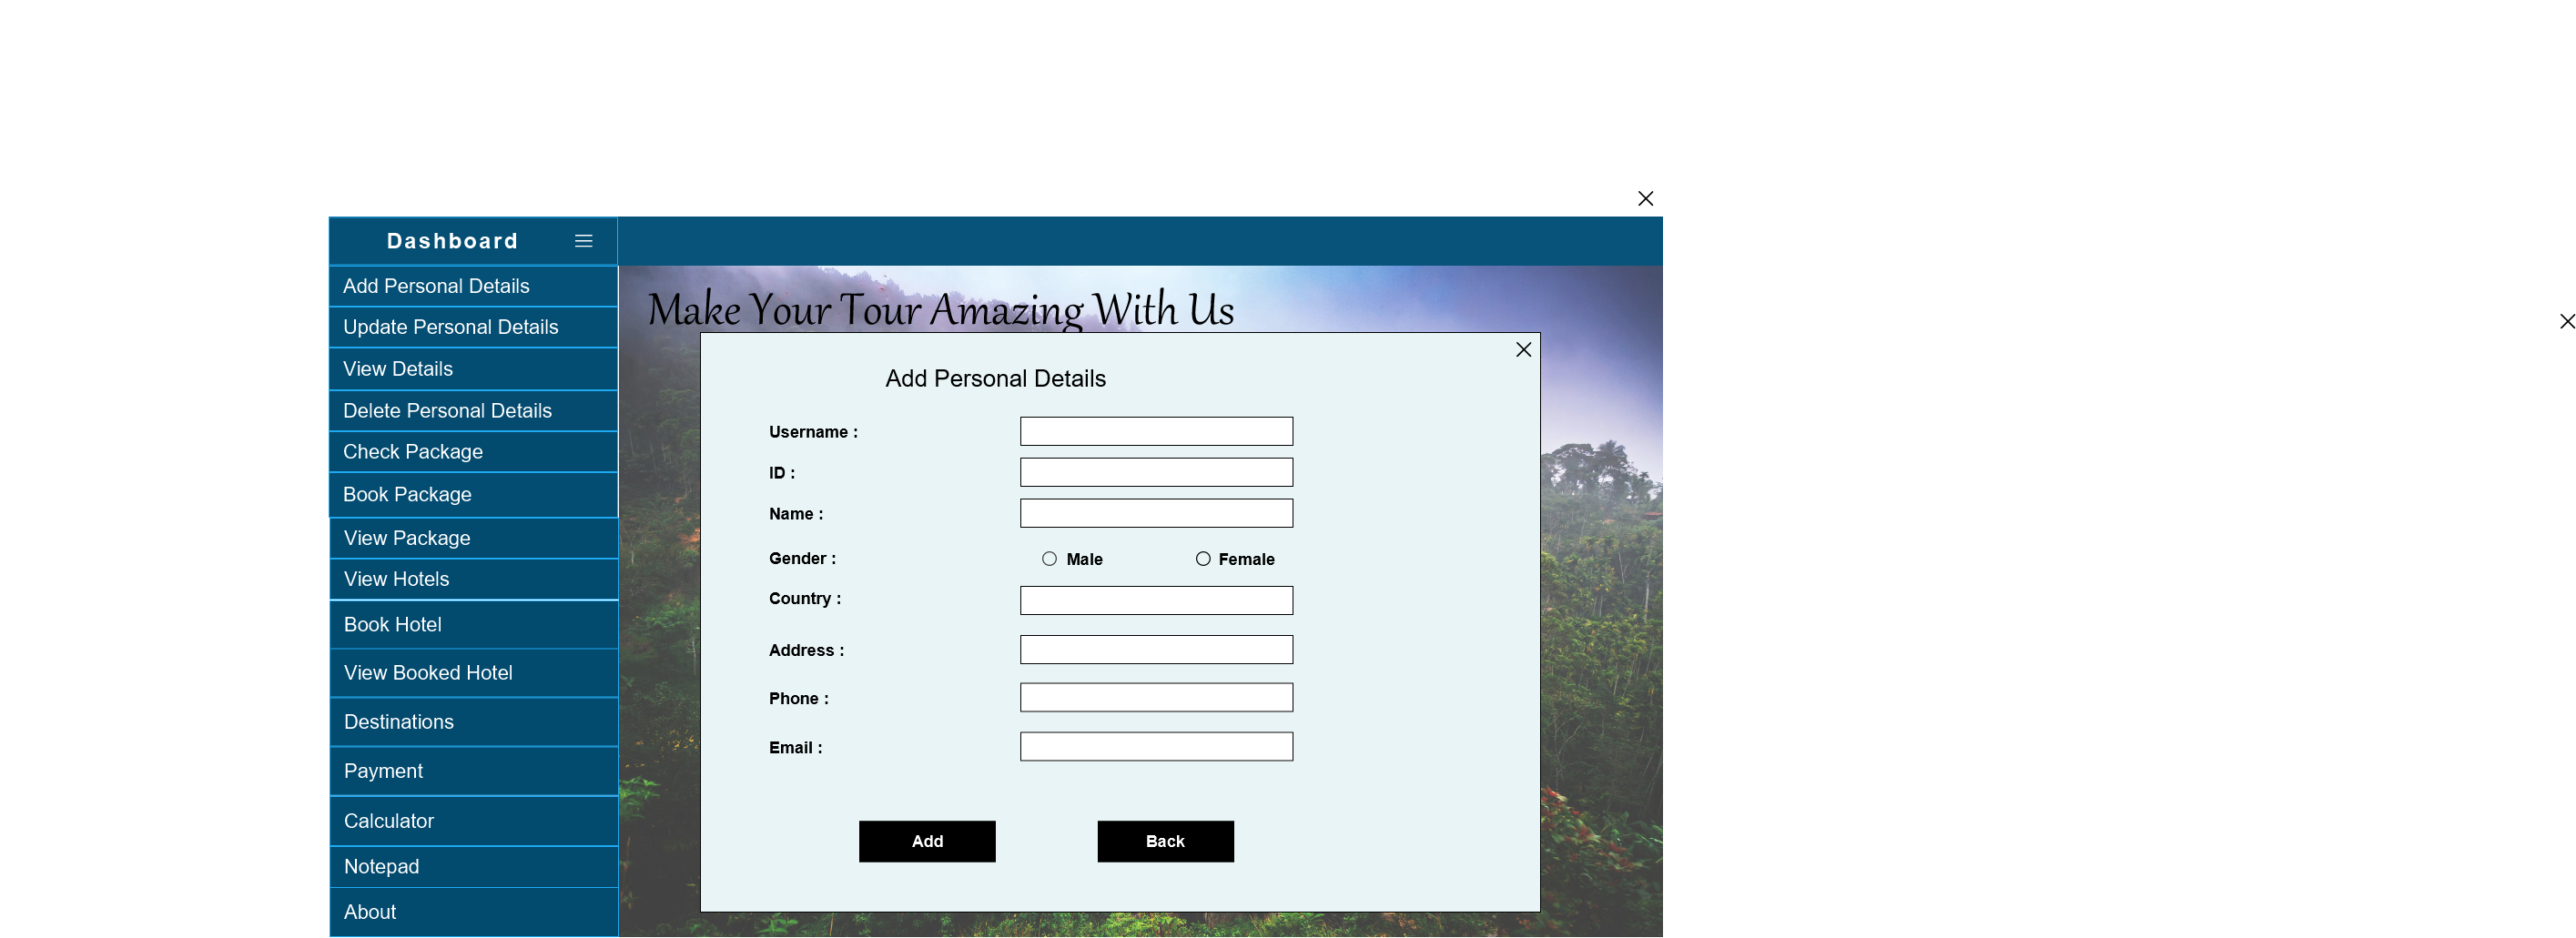 Dashboard
Add Personal Details
Update Personal Details
View Details
Delete Personal Details
Check Package
Book Package
View Package
View Hotels
Book Hotel
View Booked Hotel
Destinations
Payment
Calculator
Notepad
About
Make Your Tour Amazing With Us
Add Personal Details
Username :
ID :
Name :
Gender : Male Female
Country :
Address :
Phone :
Email :
Add Back